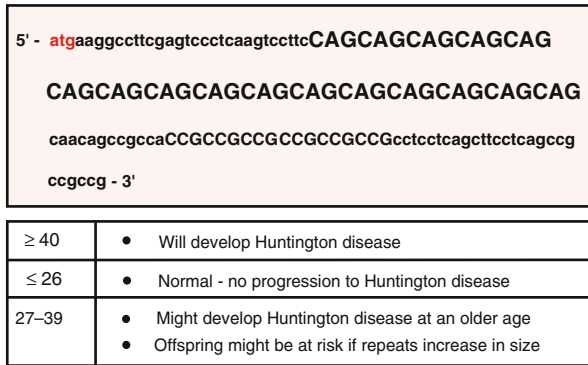 5' - atgaaggccttcgagtccctcaagtccttcCAGCAGCAGCAGCAG
CAGCAGCAGCAGCAGCAGCAGCAGCAGCAGCAG
caacagccgccaCCGCCGCCGCCGCCGCCGcctcctcagcttcctcagccg
ccgccg - 3'
≥ 40 • Will develop Huntington disease
≤ 26 • Normal - no progression to Huntington disease
27–39 • Might develop Huntington disease at an older age
• Offspring might be at risk if repeats increase in size